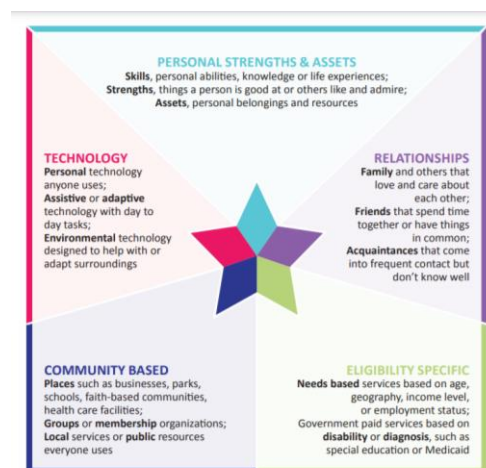 PERSONAL STRENGTHS & ASSETS
Skills, personal abilities, knowledge or life experiences;
Strengths, things a person is good at or others like and admire;
Assets, personal belongings and resources
TECHNOLOGY
Personal technology
anyone uses;
Assistive or adaptive
technology with day to
day tasks;
Environmental technology
designed to help with or
adapt surroundings
RELATIONSHIPS
Family and others that
love and care about
each other;
Friends that spend time
together or have things
in common;
Acquaintances that come
into frequent contact but
don't know well
COMMUNITY BASED
Places such as businesses, parks,
schools, faith-based communities,
health care facilities;
Groups or membership organizations;
Local services or public resources
everyone uses
ELIGIBILITY SPECIFIC
Needs based services based on age,
geography, income level,
or employment status;
Government paid services based on
disability or diagnosis, such as
special education or Medicaid